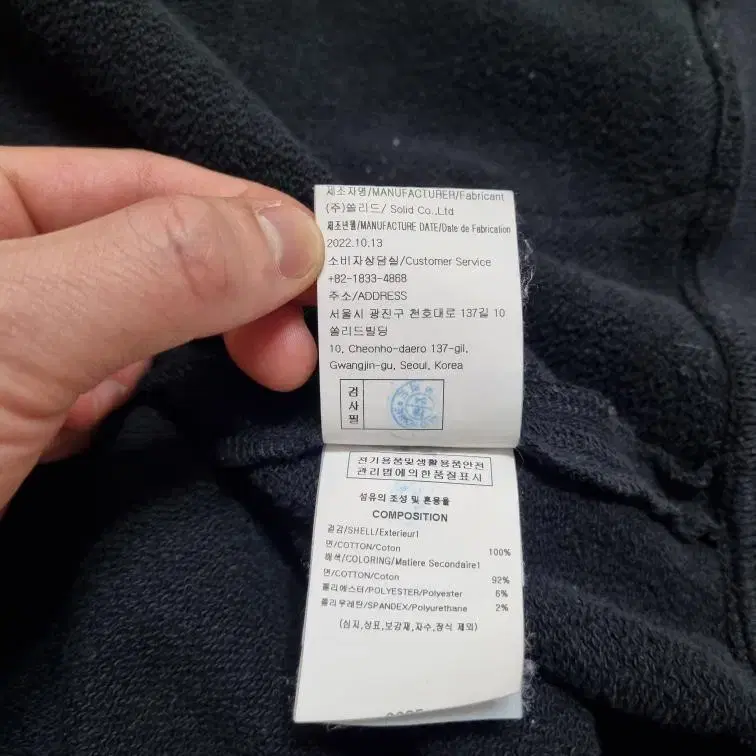 제조자명/MANUFACTURER/Fabricant
(주)쏠리드/ Solid Co.,Ltd
제조년월/MANUFACTURE DATE/Date de Fabrication
2022.10.13
소비자상담실/Customer Service
+82-1833-4868
주소/ADDRESS
서울시 광진구 천호대로 137길 10
쏠리드빌딩
10, Cheonho-daero 137-gil,
Gwangjin-gu, Seoul, Korea
검사필
전기용품및생활용품안전
관리법에의한품질표시
섬유의 조성 및 혼용율
COMPOSITION
겉감/SHELL/Exterieur1
면/COTTON/Coton 100%
배색/COLORING/Matiere Secondaire1
면/COTTON/Coton 92%
폴리에스터/POLYESTER/Polyester 6%
폴리우레탄/SPANDEX/Polyurethane 2%
(심지,상표,보강재,자수,장식 제외)